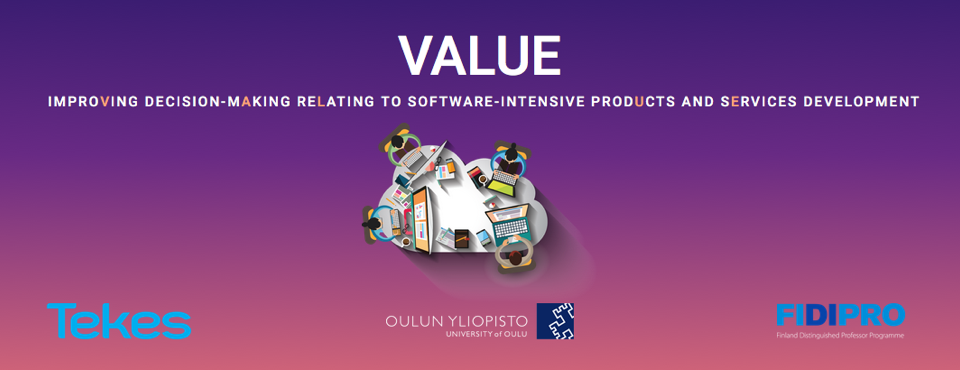 VALUE
IMPROVING DECISION-MAKING RELATING TO SOFTWARE-INTENSIVE PRODUCTS AND SERVICES DEVELOPMENT
Tekes
OULUN YLIOPISTO
UNIVERSITY of OULU
FIDIPRO
Finland Distinguished Professor Programme